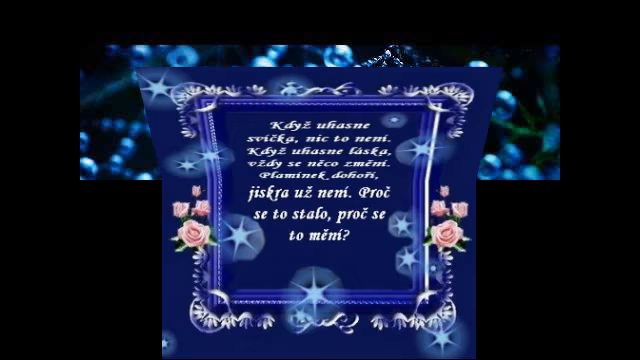 Když uhasne
svíčka, nic to není.
Když uhasne láska,
vždy se něco změní.
Plamínek dohoří,
jiskra už není. Proč
se to stalo, proč se
to mění?